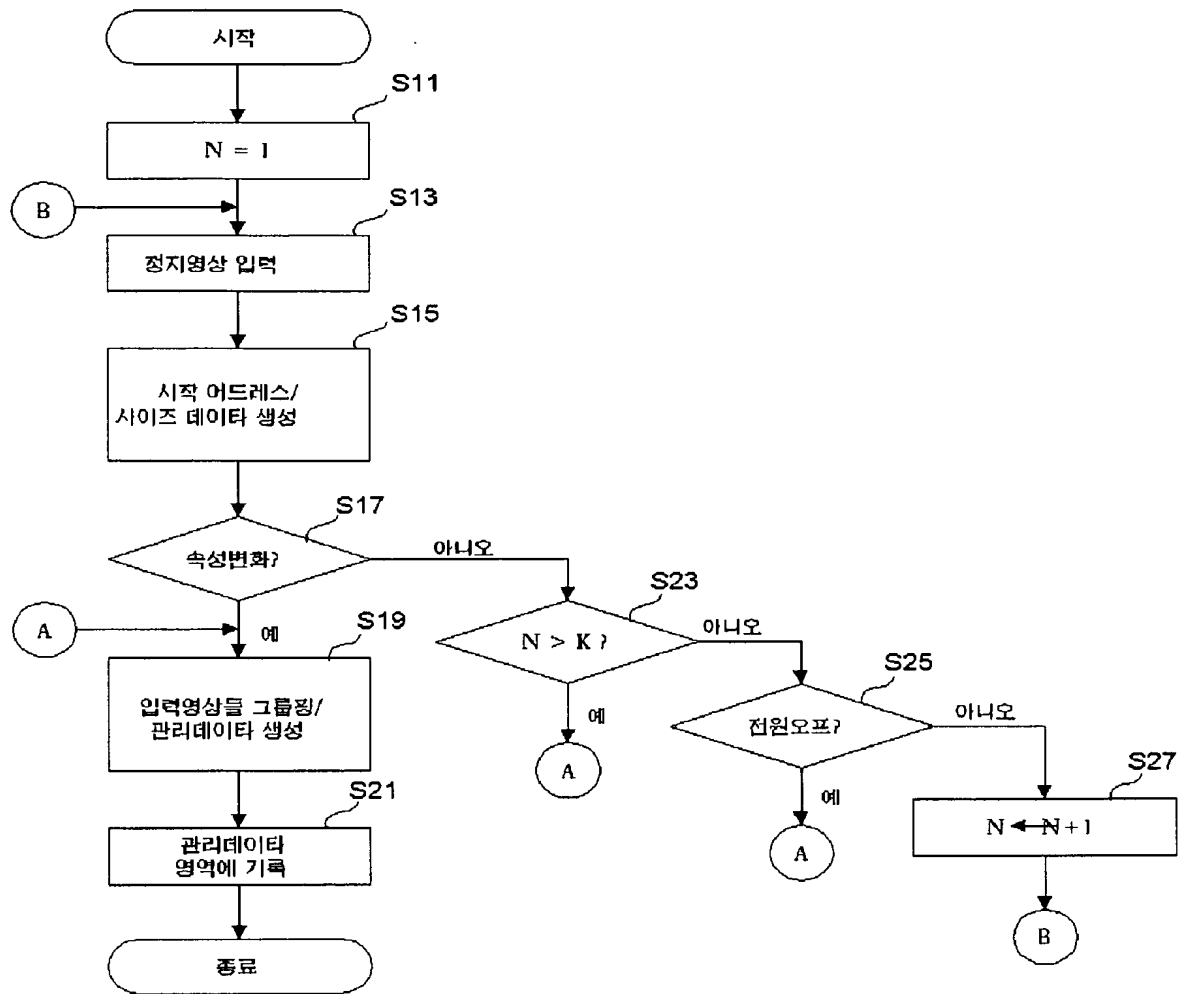 시작
S11
N = 1
B
S13
정지영상 입력
S15
시작 어드레스/
사이즈 데이타 생성
S17
속성변화?
아니오
A
예
S19
입력영상들 그룹핑/
관리데이타 생성
S21
관리데이타
영역에 기록
종료
S23
N > K ?
아니오
예
A
S25
전원오프?
아니오
예
A
S27
N ← N+1
B